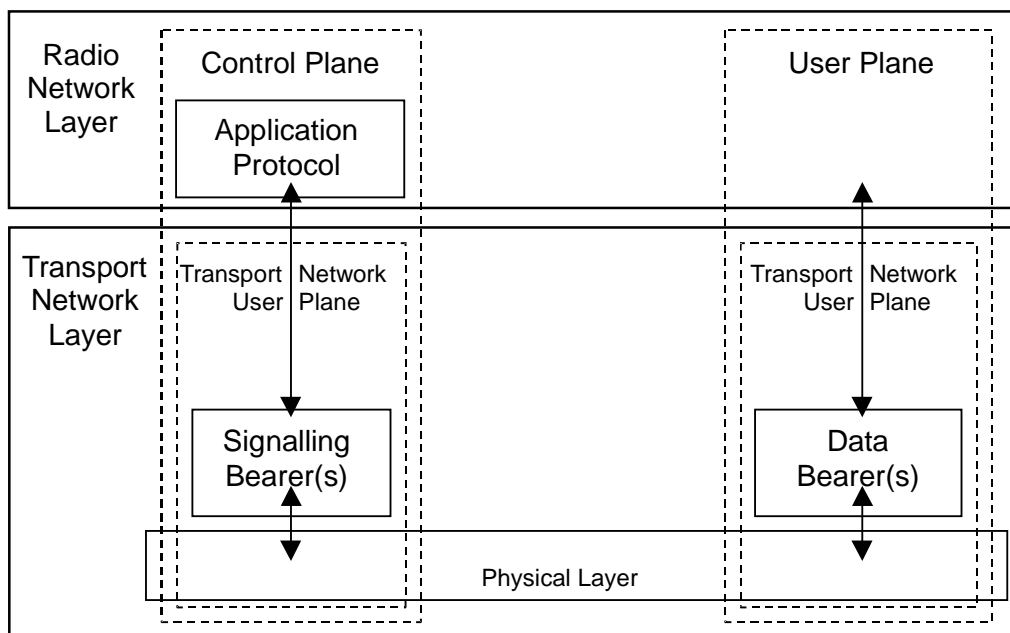 Radio
Network
Layer
Control Plane
User Plane
Application
Protocol
Transport
Network
Layer
Transport Network
User Plane
Transport Network
User Plane
Signalling
Bearer(s)
Data
Bearer(s)
Physical Layer